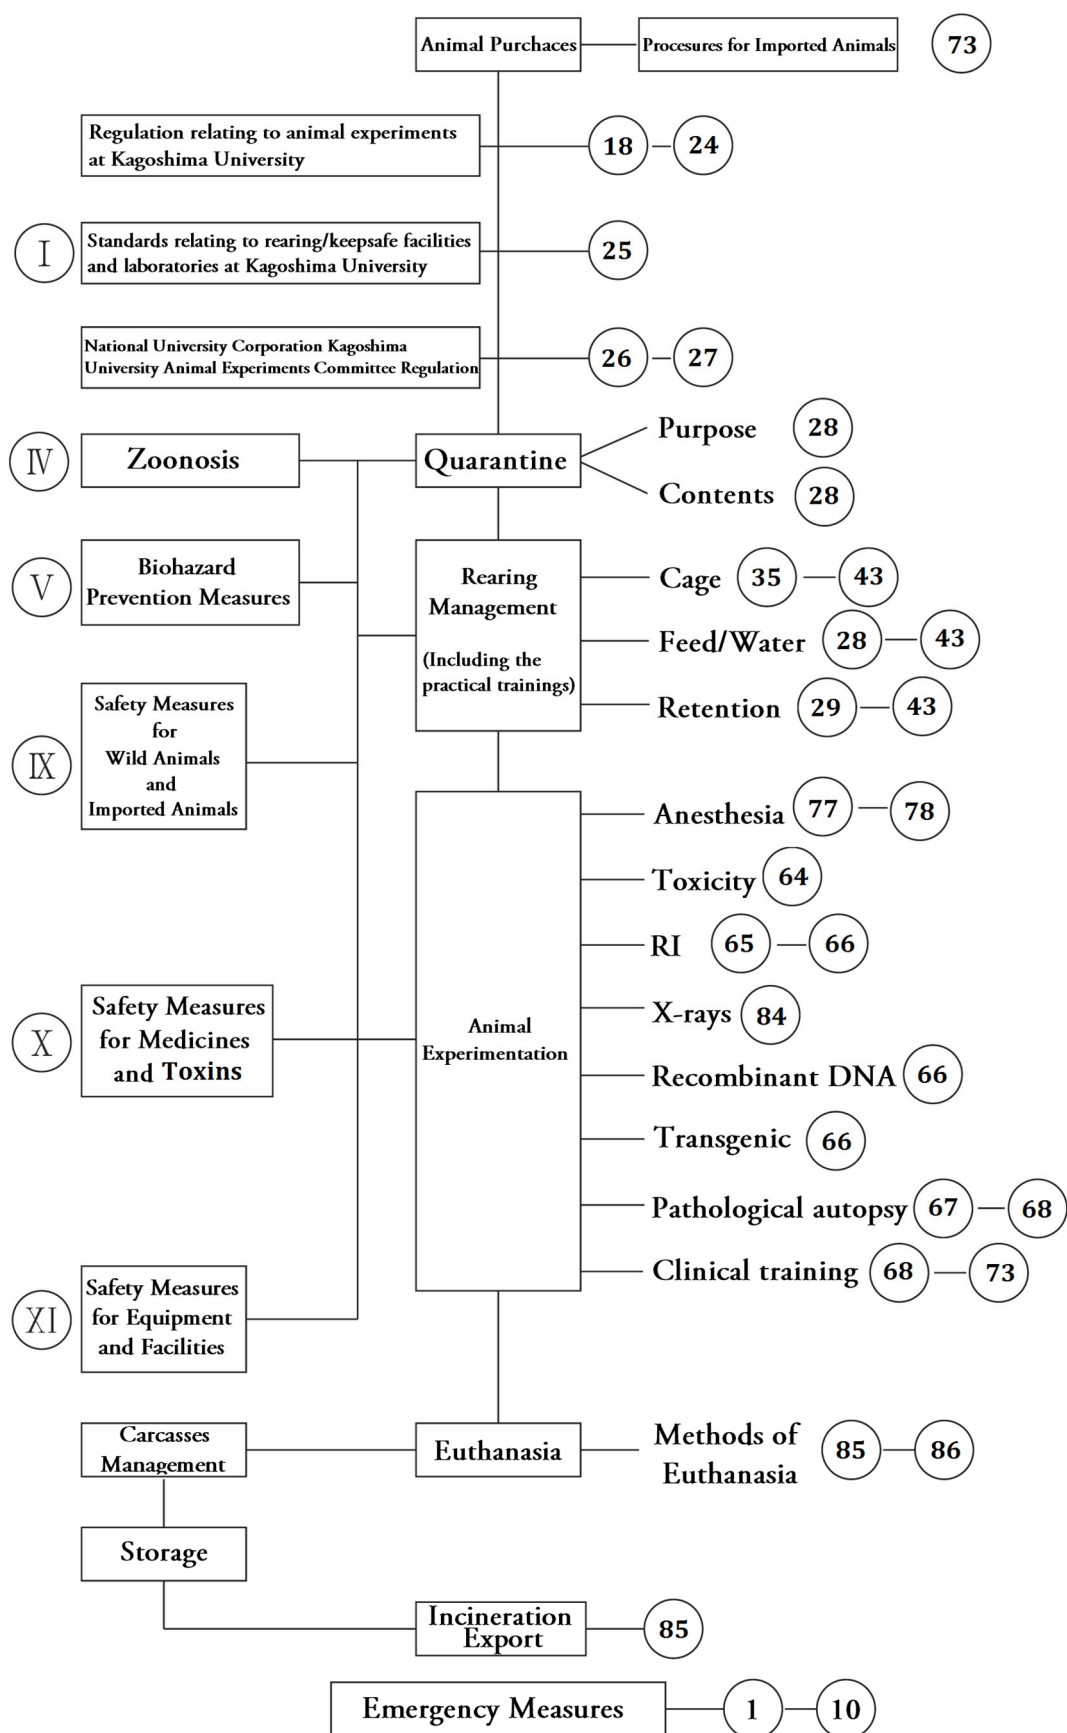 Animal Purchaces
Procesures for Imported Animals
73
Regulation relating to animal experiments
at Kagoshima University
18
24
I
Standards relating to rearing/keepsafe facilities
and laboratories at Kagoshima University
25
National University Corporation Kagoshima
University Animal Experiments Committee Regulation
26
27
IV
Zoonosis
Quarantine
Purpose
28
Contents
28
V
Biohazard
Prevention Measures
Rearing
Management
(Including the
practical trainings)
Cage
35
43
Feed/Water
28
43
Retention
29
43
IX
Safety Measures
for
Wild Animals
and
Imported Animals
Anesthesia
77
78
Toxicity
64
RI
65
66
X-rays
84
X
Safety Measures
for Medicines
and Toxins
Animal
Experimentation
Recombinant DNA
66
Transgenic
66
Pathological autopsy
67
68
Clinical training
68
73
XI
Safety Measures
for Equipment
and Facilities
Carcasses
Management
Euthanasia
Methods of
Euthanasia
85
86
Storage
Incineration
Export
85
Emergency Measures
1
10